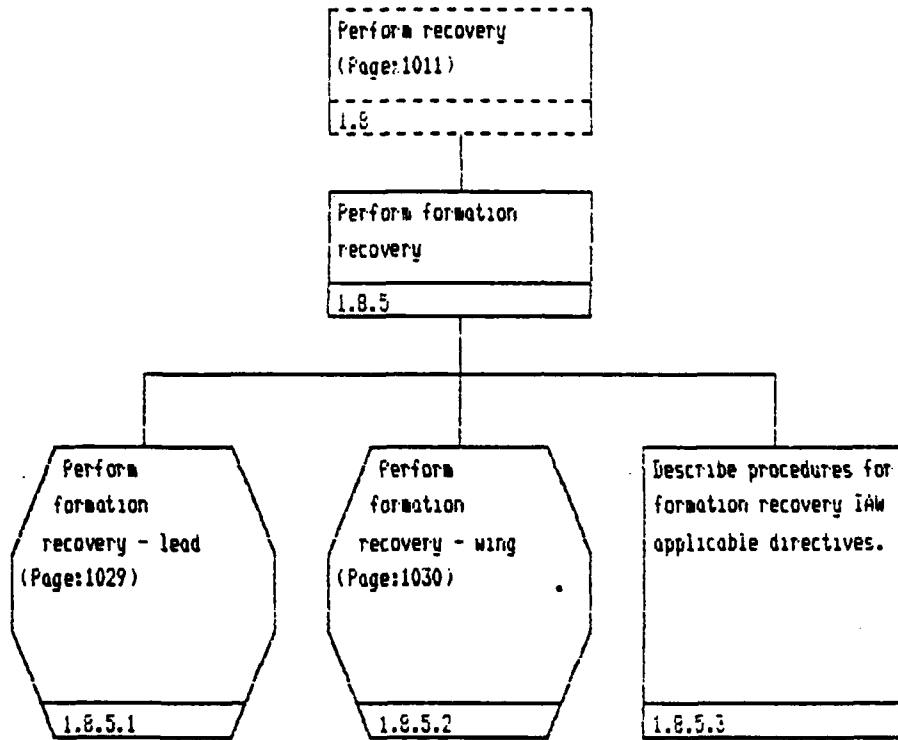 Perform recovery
(Page:1011)
1.8
Perform formation
recovery
1.8.5
Perform
formation
recovery - lead
(Page:1029)
1.8.5.1
Perform
formation
recovery - wing
(Page:1030)
1.8.5.2
Describe procedures for
formation recovery IAW
applicable directives.
1.8.5.3